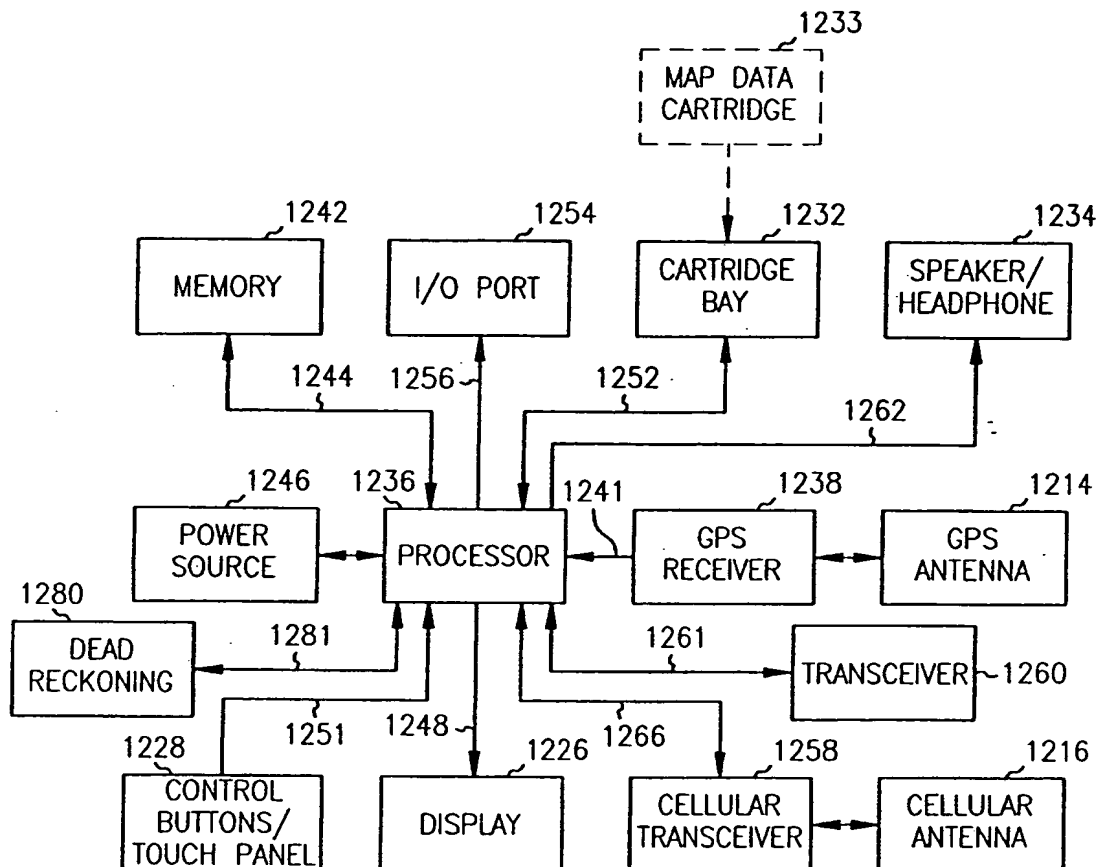 1233
MAP DATA
CARTRIDGE
1242
1254
1232
1234
MEMORY
I/O PORT
CARTRIDGE
BAY
SPEAKER/
HEADPHONE
1244
1256
1252
1262
1246
1236
1241
1238
1214
POWER
SOURCE
PROCESSOR
GPS
RECEIVER
GPS
ANTENNA
1280
DEAD
RECKONING
1281
1261
TRANSCEIVER
1260
1251
1248
1266
1228
1226
1258
1216
CONTROL
BUTTONS/
TOUCH PANEL
DISPLAY
CELLULAR
TRANSCEIVER
CELLULAR
ANTENNA